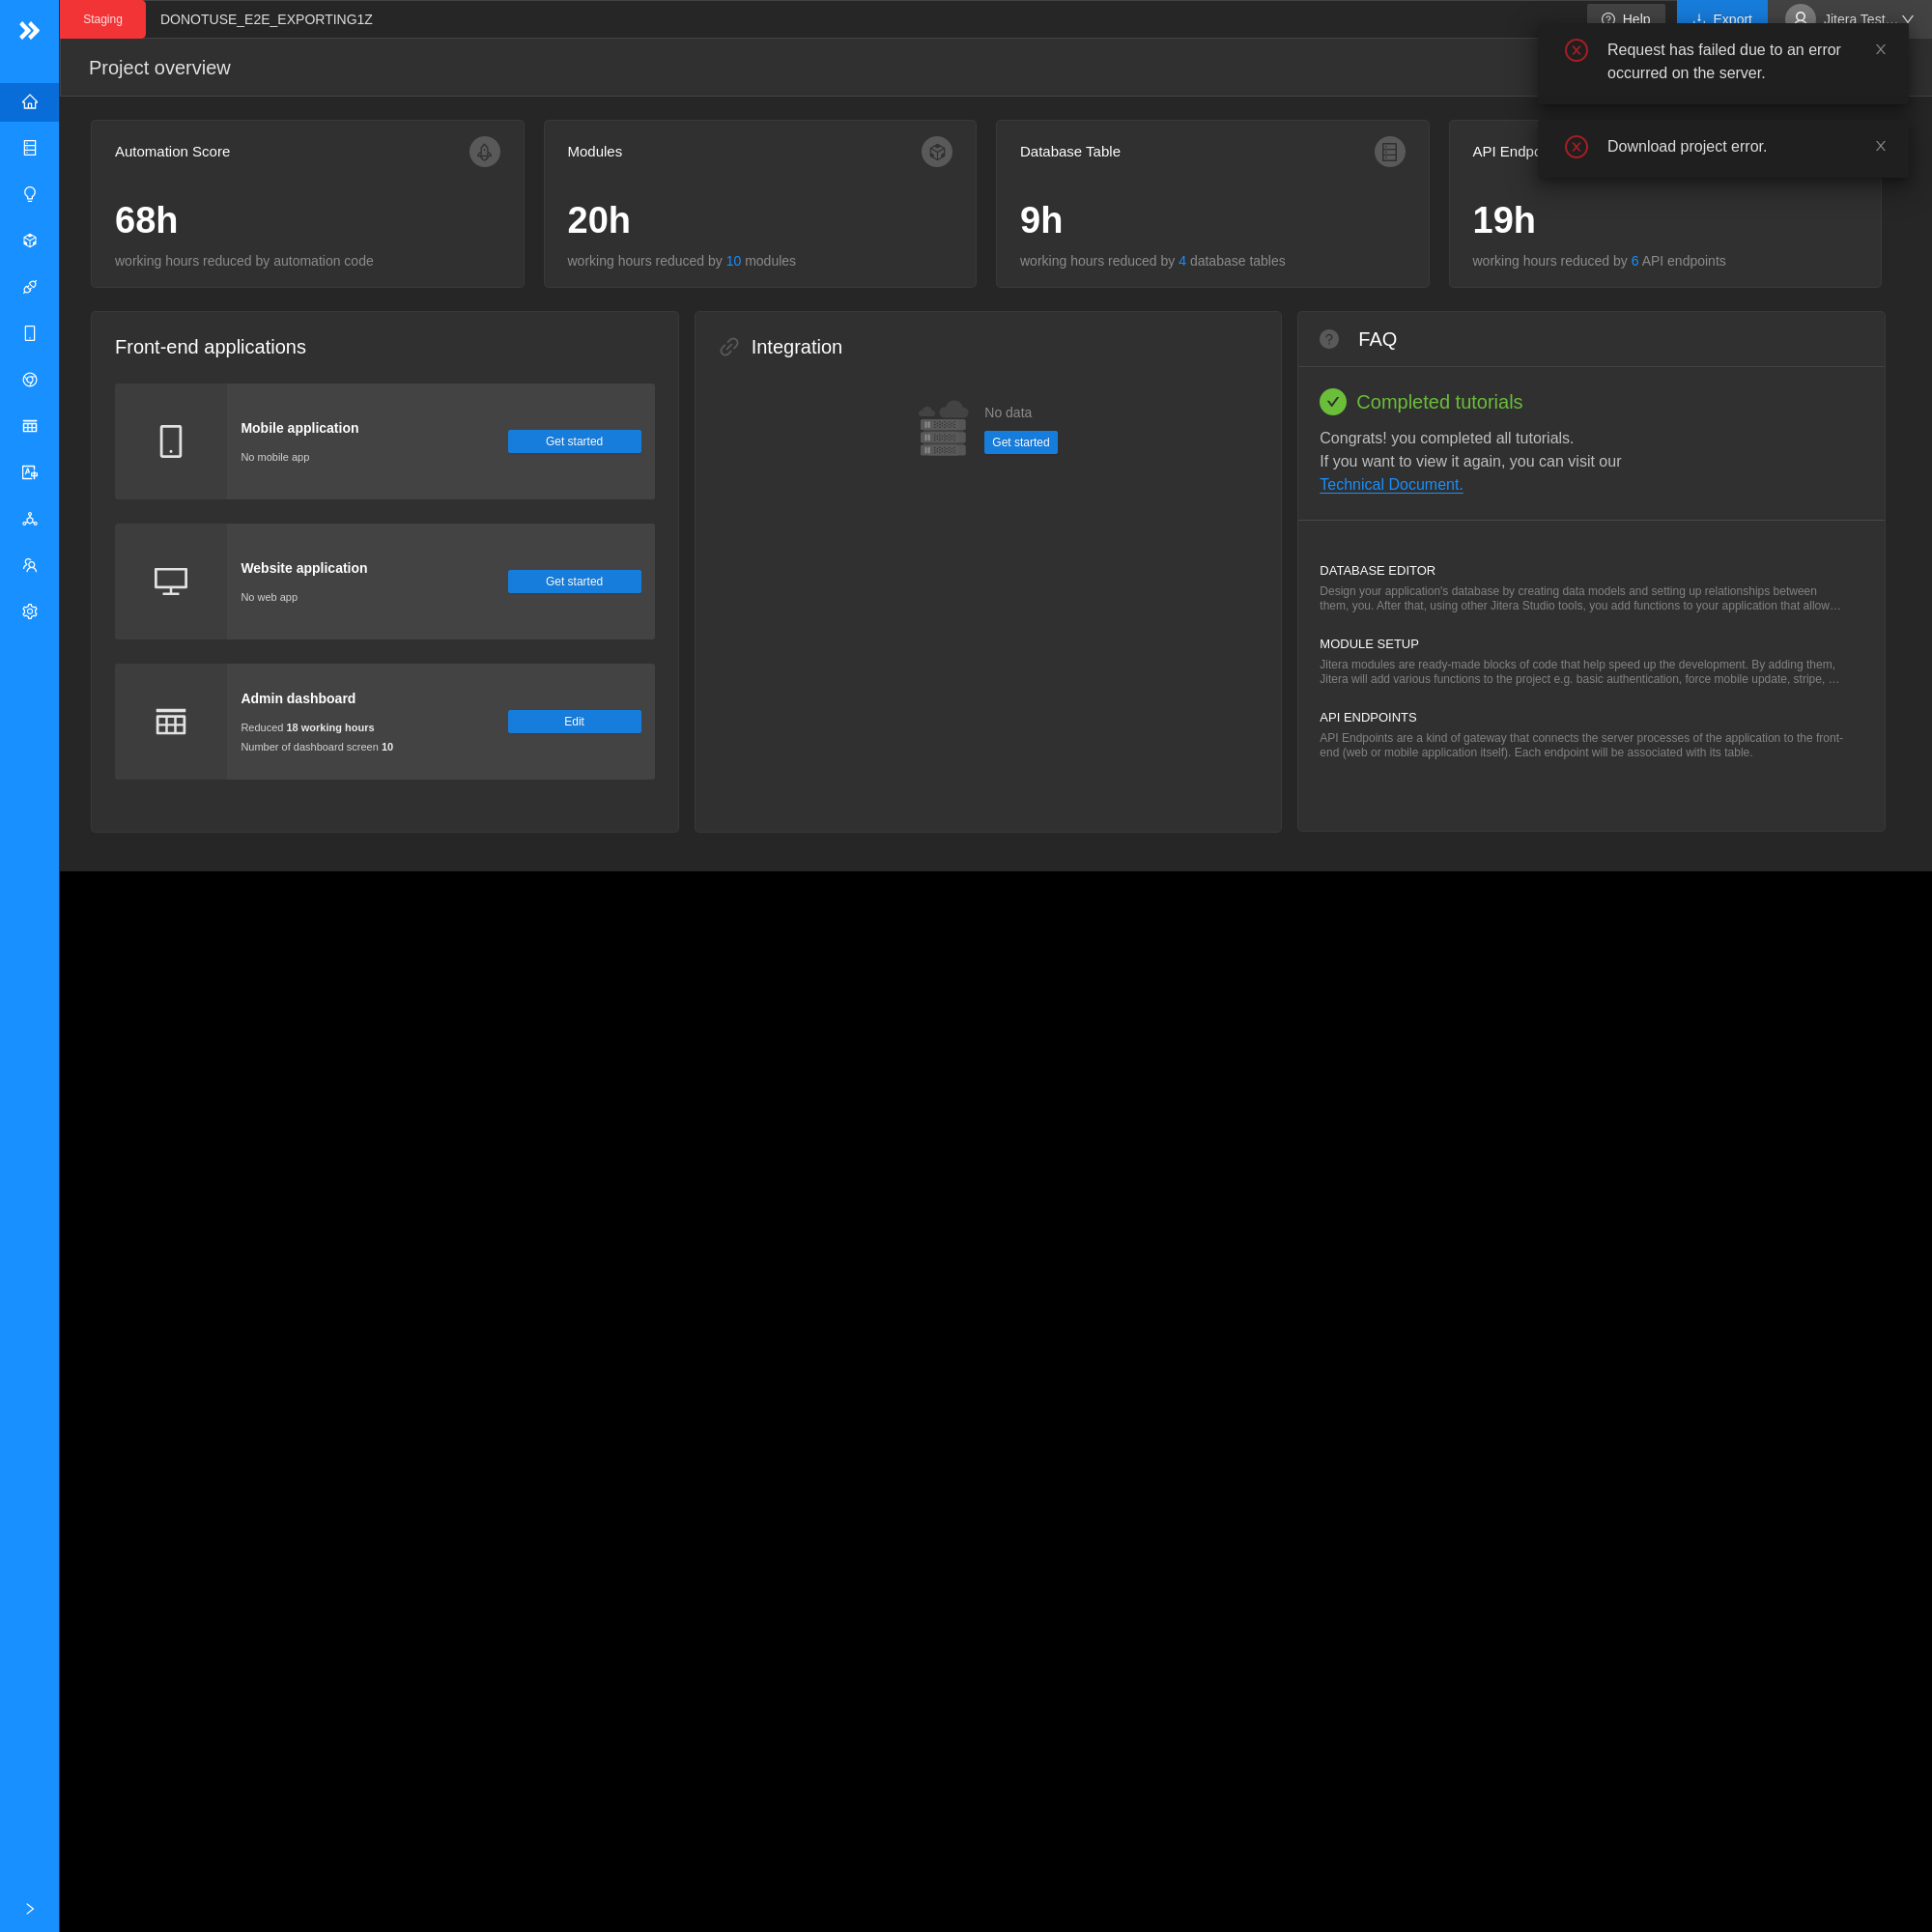 Staging
DONOTUSE_E2E_EXPORTING1Z
Help
Export
Jitera Test...
Project overview
Request has failed due to an error
occurred on the server.
Download project error.
Automation Score
68h
working hours reduced by automation code
Modules
20h
working hours reduced by 10 modules
Database Table
9h
working hours reduced by 4 database tables
API Endpo
19h
working hours reduced by 6 API endpoints
Front-end applications
Mobile application
No mobile app
Get started
Website application
No web app
Get started
Admin dashboard
Reduced 18 working hours
Number of dashboard screen 10
Edit
Integration
No data
Get started
FAQ
Completed tutorials
Congrats! you completed all tutorials.
If you want to view it again, you can visit our
Technical Document.
DATABASE EDITOR
Design your application's database by creating data models and setting up relationships between
them, you. After that, using other Jitera Studio tools, you add functions to your application that allow…
MODULE SETUP
Jitera modules are ready-made blocks of code that help speed up the development. By adding them,
Jitera will add various functions to the project e.g. basic authentication, force mobile update, stripe, …
API ENDPOINTS
API Endpoints are a kind of gateway that connects the server processes of the application to the front-
end (web or mobile application itself). Each endpoint will be associated with its table.